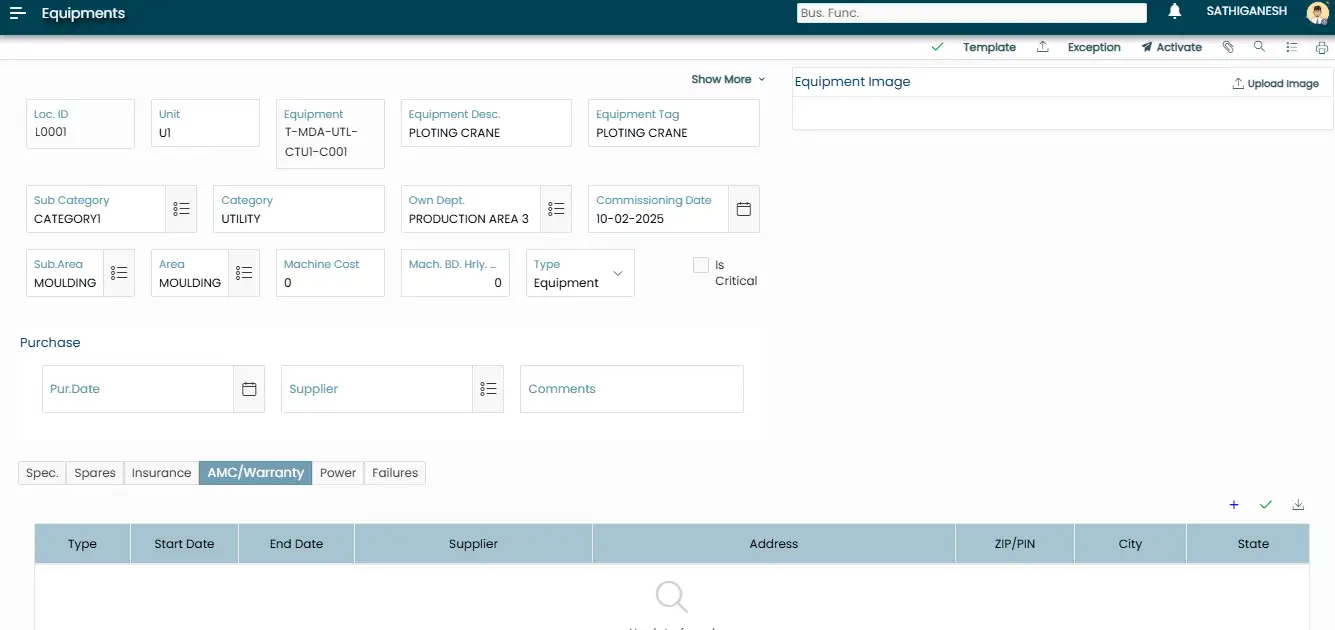 Equipments
Bus. Func.
SATHIGANESH
Template
Exception
Activate
Show More
Equipment Image
Upload Image
Loc. ID
L0001
Unit
U1
Equipment
T-MDA-UTL-
CTU1-C001
Equipment Desc.
PLOTING CRANE
Equipment Tag
PLOTING CRANE
Sub Category
CATEGORY1
Category
UTILITY
Own Dept.
PRODUCTION AREA 3
Commissioning Date
10-02-2025
Sub.Area
MOULDING
Area
MOULDING
Machine Cost
0
Mach. BD. Hrly. ...
0
Type
Equipment
Is
Critical
Purchase
Pur.Date
Supplier
Comments
Spec.
Spares
Insurance
AMC/Warranty
Power
Failures
Type
Start Date
End Date
Supplier
Address
ZIP/PIN
City
State